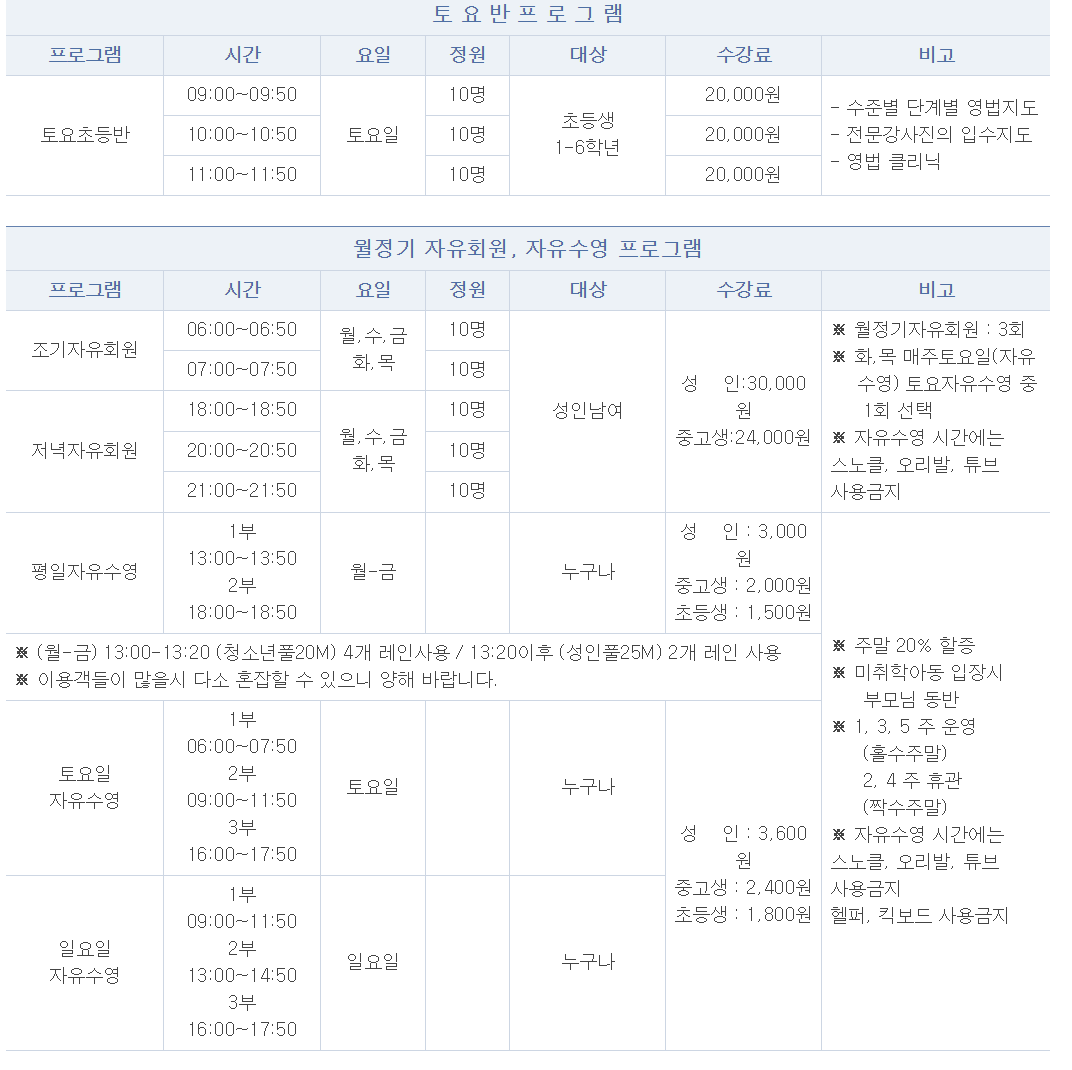 토 요 반 프 로 그 램
프로그램 시간 요일 정원 대상 수강료 비고
토요초등반
09:00~09:50
10:00~10:50
11:00~11:50
토요일
10명
10명
10명
초등생
1-6학년
20,000원
20,000원
20,000원
- 수준별 단계별 영법지도
- 전문강사진의 입수지도
- 영법 클리닉
월정기 자유회원, 자유수영 프로그램
프로그램 시간 요일 정원 대상 수강료 비고
조기자유회원
06:00~06:50
07:00~07:50
월,수,금
화,목
10명
10명
저녁자유회원
18:00~18:50
20:00~20:50
21:00~21:50
월,수,금
화,목
10명
10명
10명
성인남여
성 인:30,000
원
중고생:24,000원
※ 월정기자유회원 : 3회
※ 화,목 매주토요일(자유
수영) 토요자유수영 중
1회 선택
※ 자유수영 시간에는
스노클, 오리발, 튜브
사용금지
평일자유수영
1부
13:00~13:50
2부
18:00~18:50
월-금
누구나
성 인 : 3,000
원
중고생 : 2,000원
초등생 : 1,500원
※ (월-금) 13:00-13:20 (청소년풀20M) 4개 레인사용 / 13:20이후 (성인풀25M) 2개 레인 사용
※ 이용객들이 많을시 다소 혼잡할 수 있으니 양해 바랍니다.
토요일
자유수영
1부
06:00~07:50
2부
09:00~11:50
3부
16:00~17:50
토요일
누구나
일요일
자유수영
1부
09:00~11:50
2부
13:00~14:50
3부
16:00~17:50
일요일
누구나
성 인 : 3,600
원
중고생 : 2,400원
초등생 : 1,800원
※ 주말 20% 할증
※ 미취학아동 입장시
부모님 동반
※ 1, 3, 5 주 운영
(홀수주말)
2, 4 주 휴관
(짝수주말)
※ 자유수영 시간에는
스노클, 오리발, 튜브
사용금지
헬퍼, 킥보드 사용금지